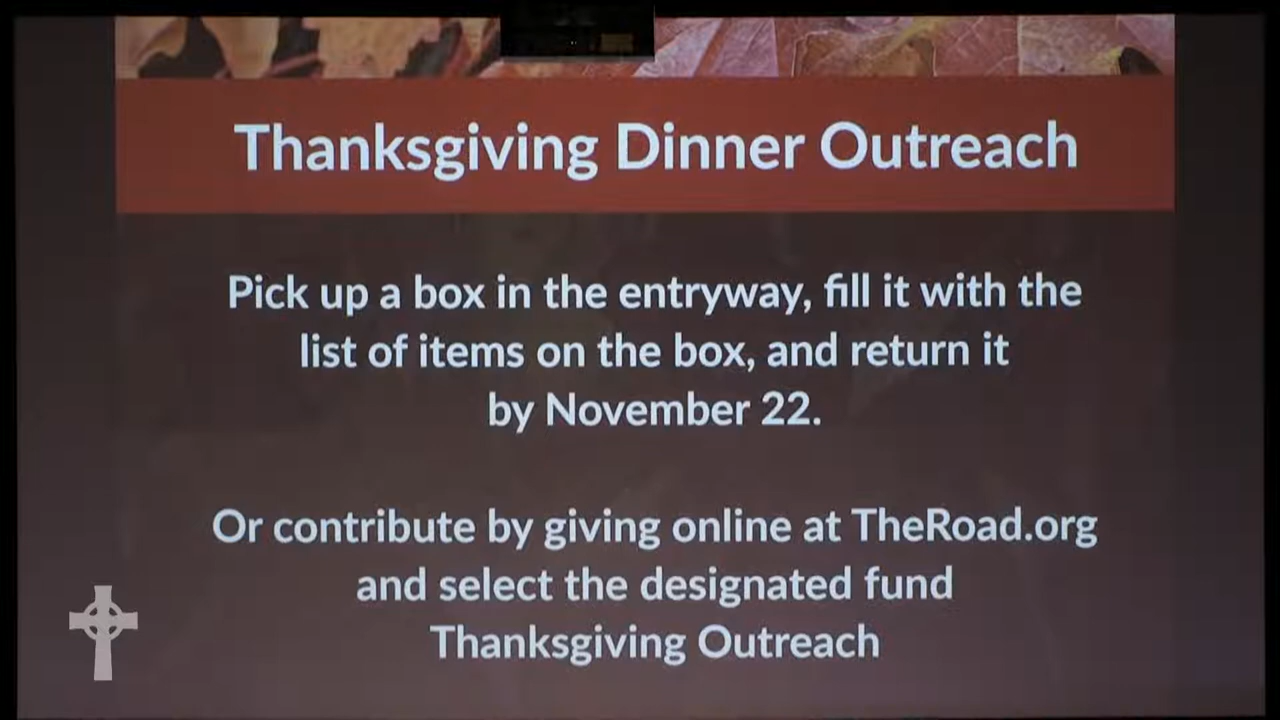 Thanksgiving Dinner Outreach
Pick up a box in the entryway, fill it with the
list of items on the box, and return it
by November 22.
Or contribute by giving online at TheRoad.org
and select the designated fund
Thanksgiving Outreach